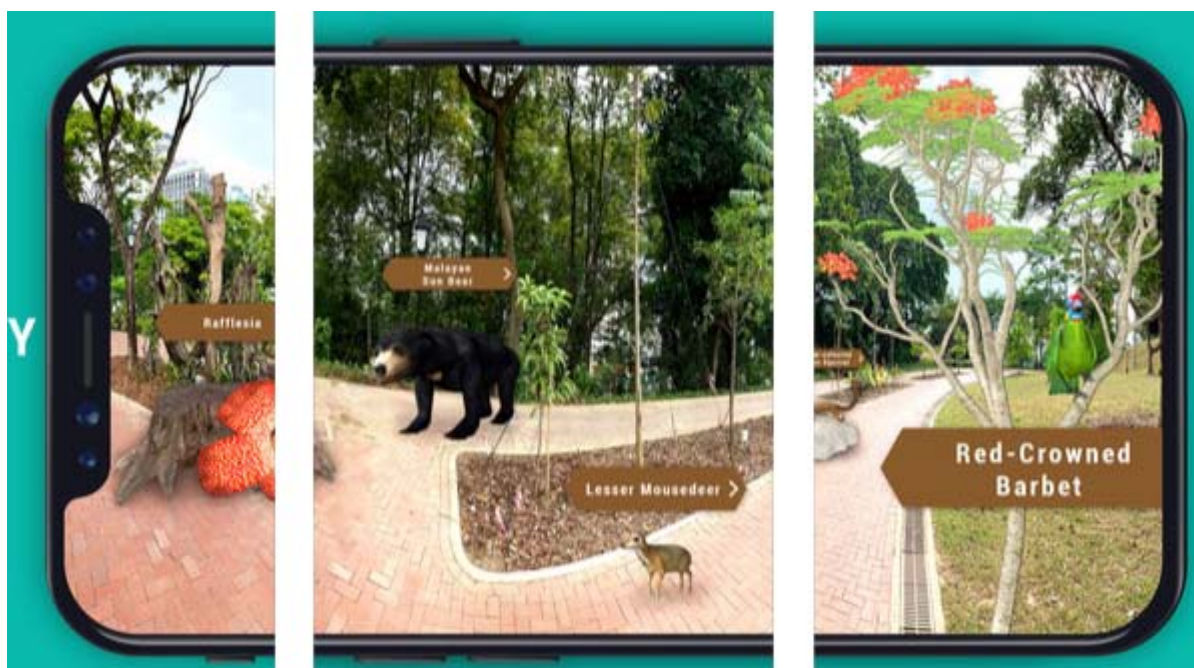 Y
Rafflesia
Malayan
Sun Bear
Lesser Mousedeer
Red-Crowned
Barbet